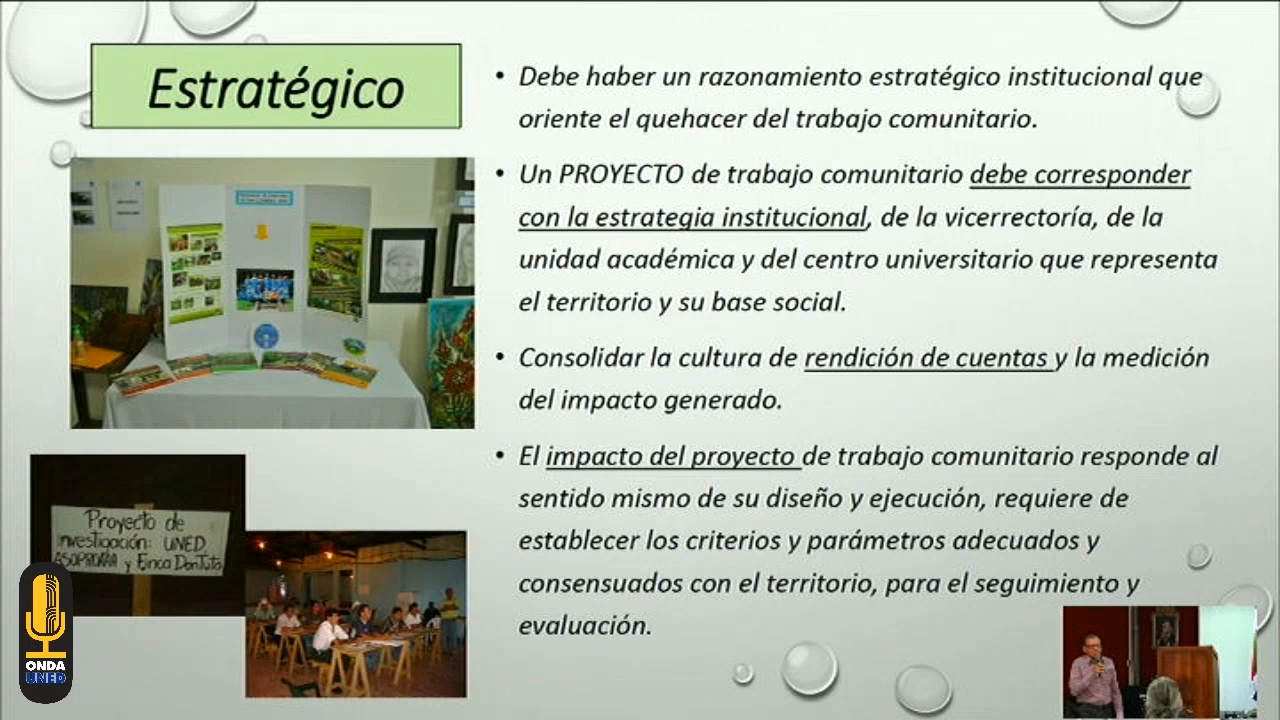 Estratégico
• Debe haber un razonamiento estratégico institucional que
oriente el quehacer del trabajo comunitario.
• Un PROYECTO de trabajo comunitario debe corresponder
con la estrategia institucional, de la vicerrectoría, de la
unidad académica y del centro universitario que representa
el territorio y su base social.
• Consolidar la cultura de rendición de cuentas y la medición
del impacto generado.
• El impacto del proyecto de trabajo comunitario responde al
sentido mismo de su diseño y ejecución, requiere de
establecer los criterios y parámetros adecuados y
consensuados con el territorio, para el seguimiento y
evaluación.
Proyecto de
investigación: UNED
y Finca Don Tuto
ONDA
UNED